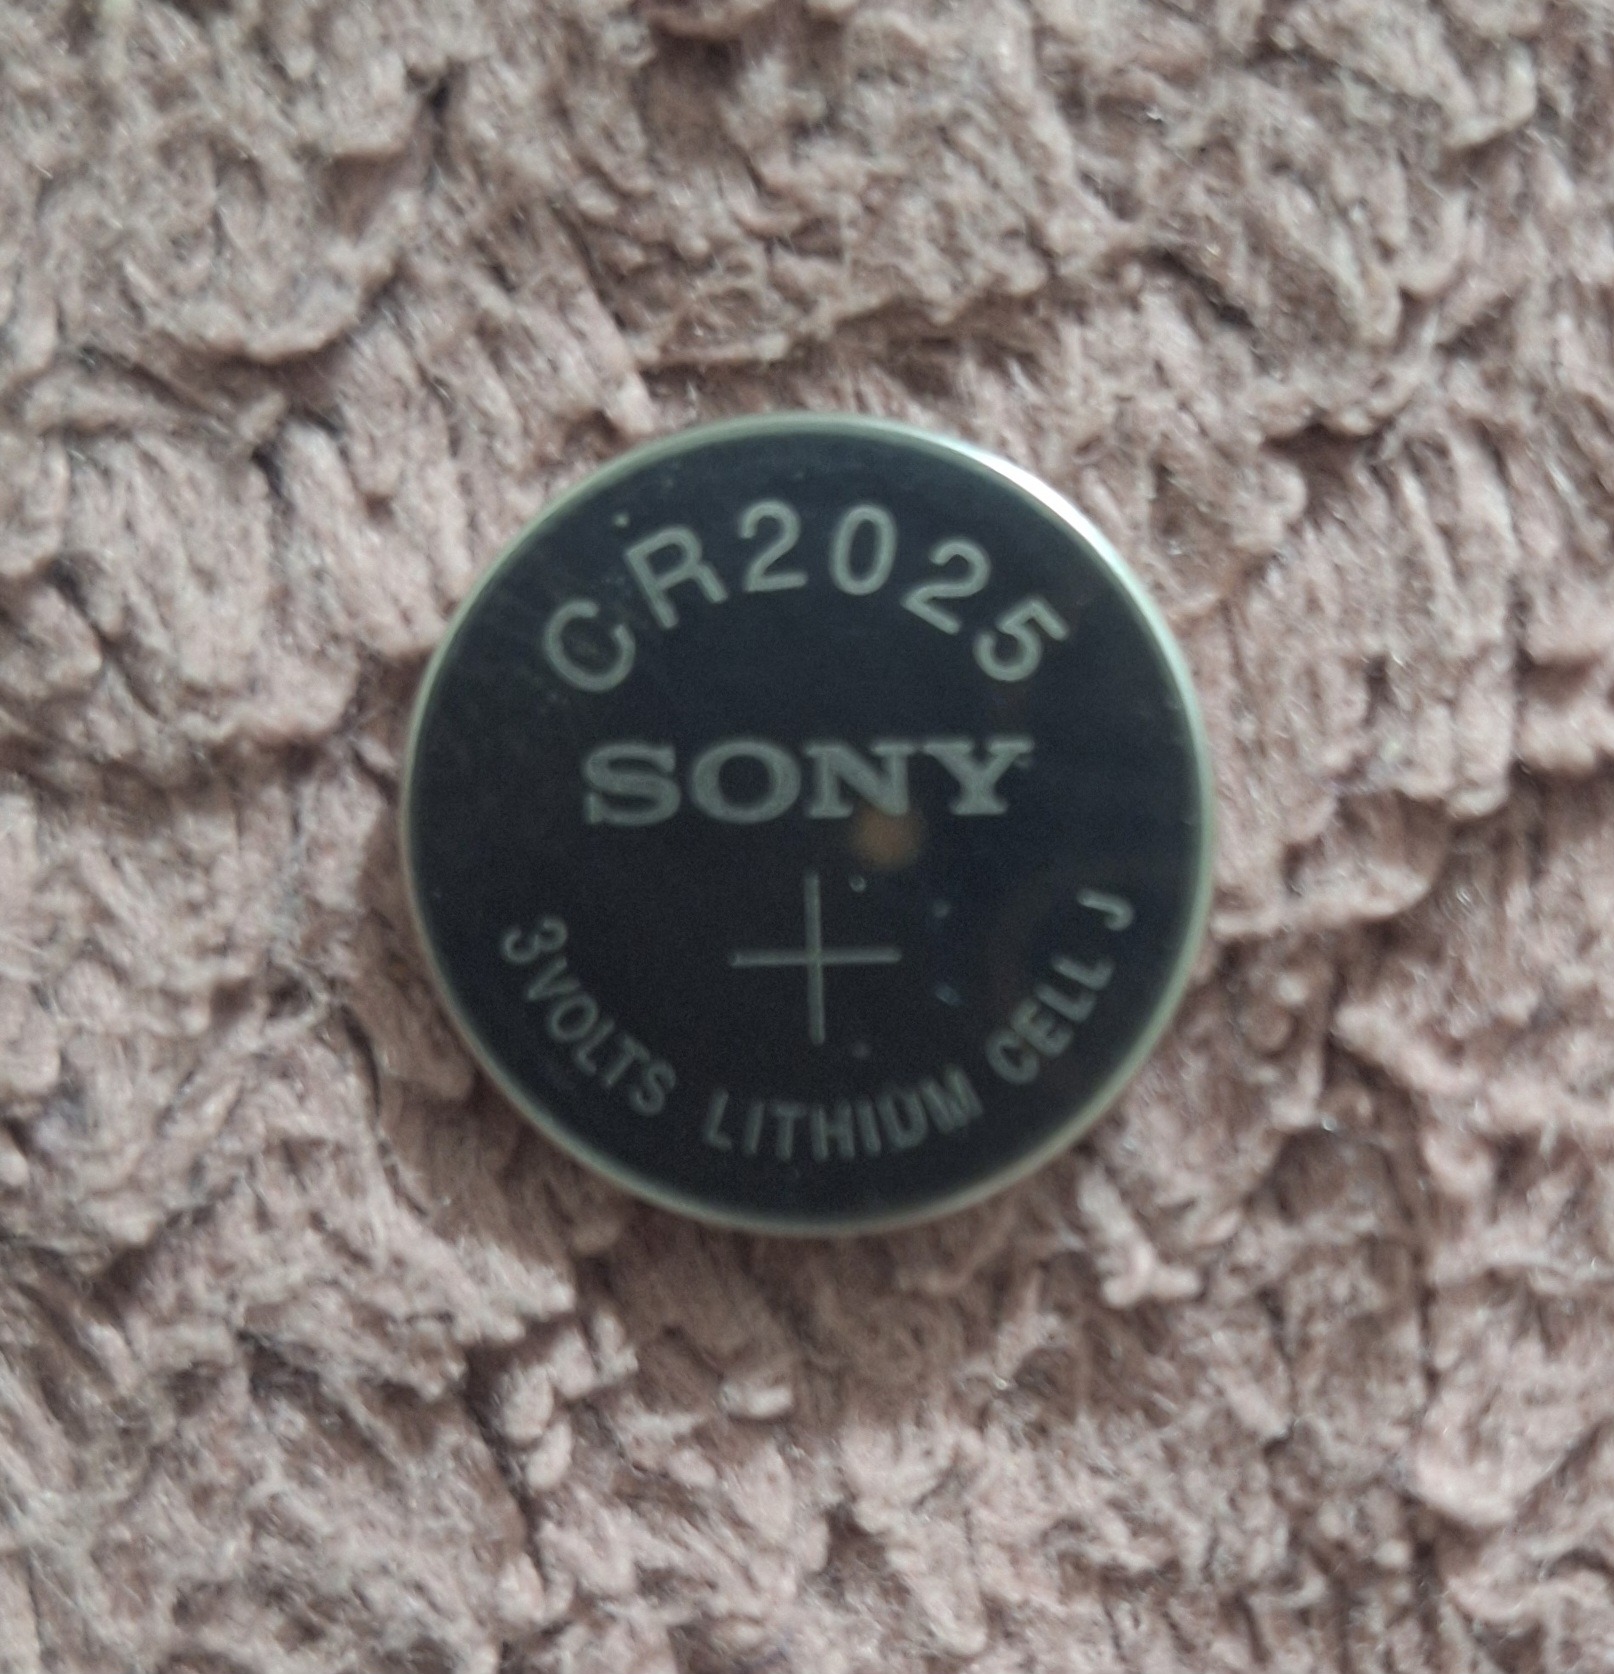 CR2025
SONY
+
3VOLTS LITHIUM CELL J